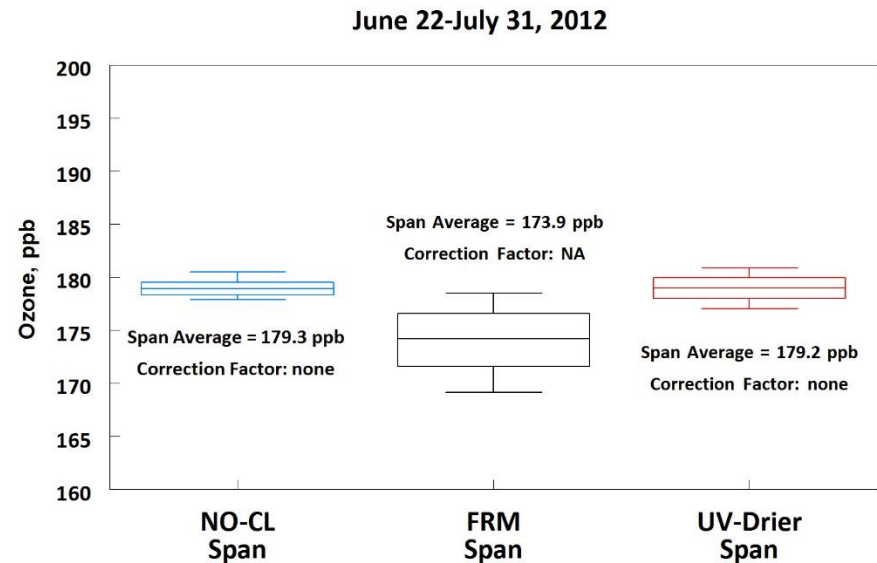 June 22-July 31, 2012
Ozone, ppb
200
195
190
185
180
175
170
165
160
Span Average = 179.3 ppb
Correction Factor: none
Span Average = 173.9 ppb
Correction Factor: NA
Span Average = 179.2 ppb
Correction Factor: none
NO-CL
Span
FRM
Span
UV-Drier
Span